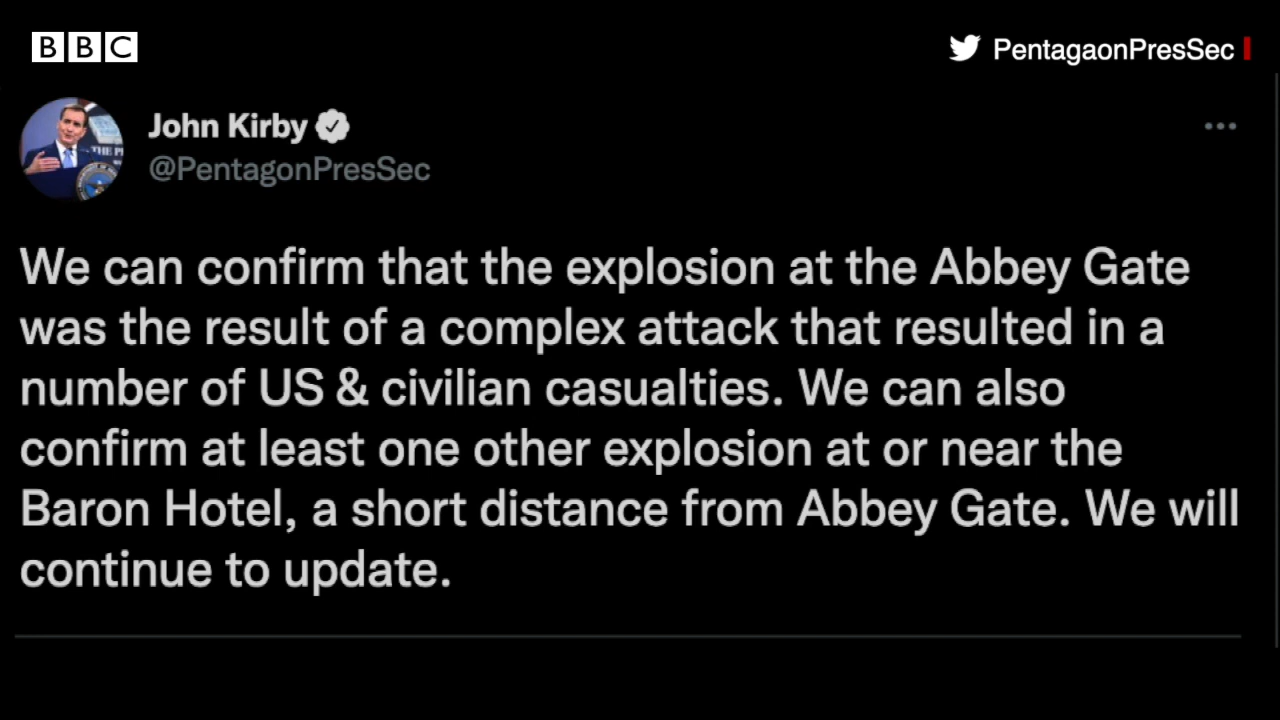 BBC
PentagaonPresSec
John Kirby
@PentagonPresSec
We can confirm that the explosion at the Abbey Gate
was the result of a complex attack that resulted in a
number of US & civilian casualties. We can also
confirm at least one other explosion at or near the
Baron Hotel, a short distance from Abbey Gate. We will
continue to update.